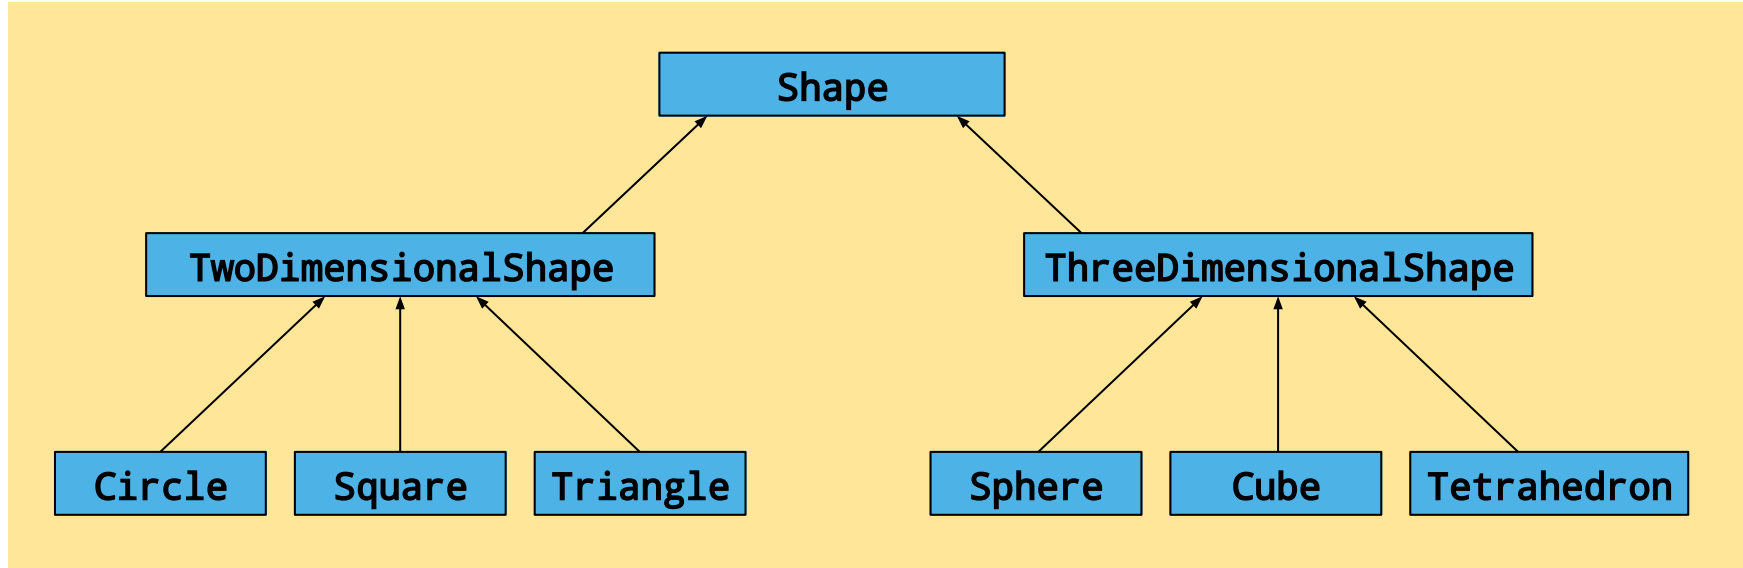 Shape
TwoDimensionalShape
ThreeDimensionalShape
Circle
Square
Triangle
Sphere
Cube
Tetrahedron